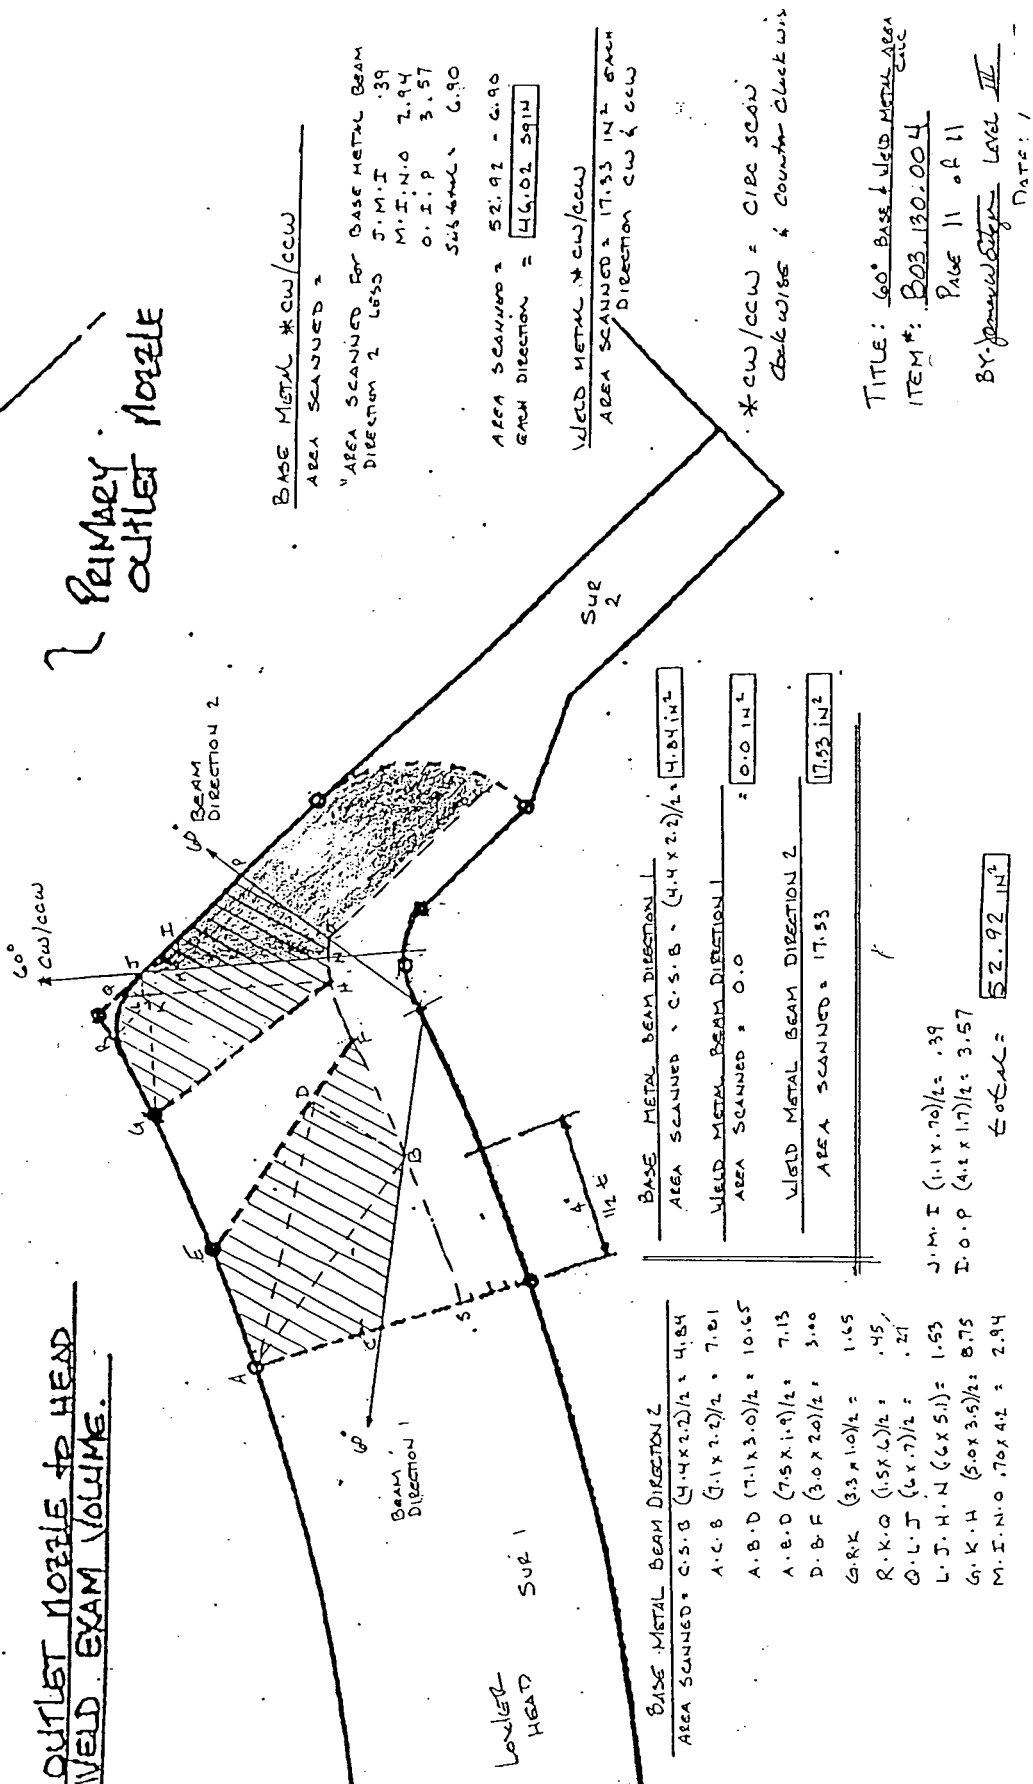 OUTLET NOZZLE to HEAD
WELD EXAM VOLUME.
} PRIMARY
OUTLET NOZZLE
60°
* CW/CCW
60° BEAM
DIRECTION 2
60°
BEAM
DIRECTION 1
LOWER
HEAD
SUR 1
SUR
2
4"
1/2 t
A
E
G
R
Q
J
L
K
M
I
P
H
N
O
F
D
B
C
S
BASE METAL *CW/CCW
AREA SCANNED =
"AREA SCANNED FOR BASE METAL BEAM
DIRECTION 2 LESS J.M.I .39
M.I.N.O 2.94
O.I.P 3.57
Subtotal = 6.90
AREA SCANNED = 52.92 - 6.90
EACH DIRECTION = 46.02 SQIN
WELD METAL * CW/CCW
AREA SCANNED = 17.33 IN² EACH
DIRECTION CW & CCW
* CW/CCW = CIRC SCAN
Clockwise & Counter Clockwis
BASE METAL BEAM DIRECTION 1
AREA SCANNED = C.S.B = (4.4 x 2.2)/2 = 4.84 in²
WELD METAL BEAM DIRECTION 1
AREA SCANNED = 0.0 = 0.0 IN²
WELD METAL BEAM DIRECTION 2
AREA SCANNED = 17.33 17.33 in²
BASE METAL BEAM DIRECTION 2
AREA SCANNED = C.S.B (4.4 x 2.2)/2 = 4.84
A.C.B (7.1 x 2.2)/2 = 7.81
A.B.D (7.1 x 3.0)/2 = 10.65
A.E.D (7.5 x 1.9)/2 = 7.13
D.B.F (3.0 x 2.0)/2 = 3.00
G.R.K (3.3 x 1.0)/2 = 1.65
R.K.Q (1.5 x .6)/2 = .45
Q.L.J (.6 x .7)/2 = .21
L.J.H.N (.6 x 5.1) = 1.53
G.K.H (5.0 x 3.5)/2 = 8.75
M.I.N.O .70 x 4.2 = 2.94
J.M.I (1.1 x .70)/2 = .39
I.O.P (4.2 x 1.7)/2 = 3.57
total = 52.92 IN²
TITLE: 60° BASE & WELD METAL AREA CALC
ITEM #: B03.130.004
PAGE 11 of 11
BY: LEVEL III
DATE: